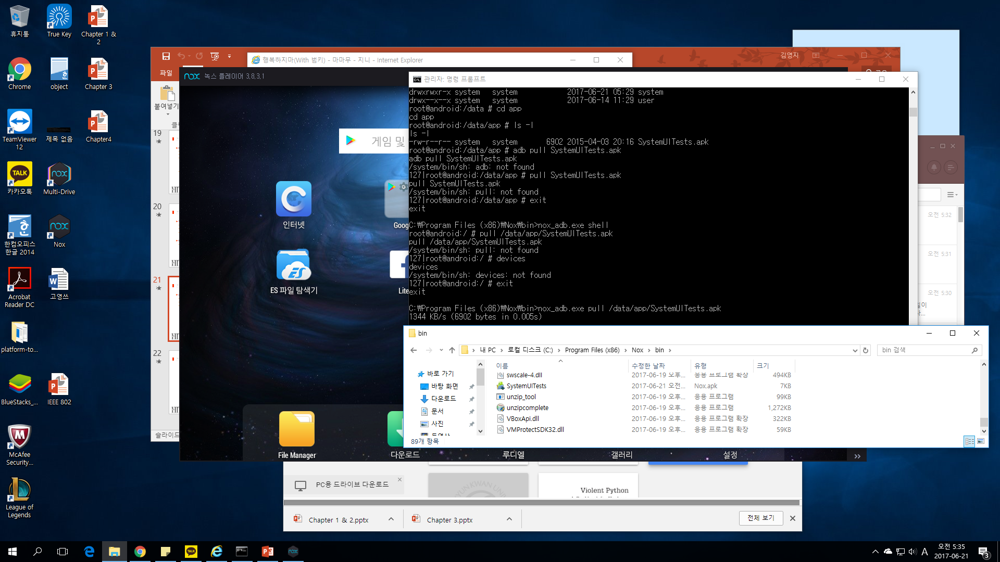 휴지통
True Key
Chapter 1 &
2
Chrome
object
Chapter 3
TeamViewer
12
제목 없음
Chapter4
TALK
카카오톡
nox
Multi-Drive
한컴오피스
한글 2014
nox
Nox
Acrobat
Reader DC
고영쓰
platform-to...
BlueStacks_...
IEEE 802
McAfee
Security...
League of
Legends
김영지
파일
붙여넣기
19
20
21
22
슬라이드
행복하지마(With 범키) - 마마무 - 지니 - Internet Explorer
nox 녹스 플레이어 3,8,3,1
게임 및
인터넷
Goog
ES 파일 탐색기
Lite
File Manager
다운로드
루디엘
갤러리
설정
관리자: 명령 프롬프트
drwxrwxr-x system   system            2017-06-21 05:29 system
drwx--x--x system   system            2017-06-14 11:29 user
root@android:/data # cd app
cd app
root@android:/data/app # ls -l
ls -l
-rw-r--r-- system   system       6902 2015-04-03 20:16 SystemUITests.apk
root@android:/data/app # adb pull SystemUITests.apk
adb pull SystemUITests.apk
/system/bin/sh: adb: not found
127|root@android:/data/app # pull SystemUITests.apk
pull SystemUITests.apk
/system/bin/sh: pull: not found
127|root@android:/data/app # exit
exit
C:₩Program Files (x86)₩Nox₩bin>nox_adb.exe shell
root@android:/ # pull /data/app/SystemUITests.apk
pull /data/app/SystemUITests.apk
/system/bin/sh: pull: not found
127|root@android:/ # devices
devices
/system/bin/sh: devices: not found
127|root@android:/ # exit
exit
C:₩Program Files (x86)₩Nox₩bin>nox_adb.exe pull /data/app/SystemUITests.apk
1344 KB/s (6902 bytes in 0.005s)
오전 5:32
오전 5:31
오전 5:30
bin
내 PC > 로컬 디스크 (C:) > Program Files (x86) > Nox > bin >
bin 검색
바로 가기
바탕 화면
다운로드
문서
사진
이름 수정한 날짜 유형 크기
swscale-4.dll 2017-06-19 오후... 응용 프로그램 확장 494KB
SystemUITests 2017-06-21 오전... Nox.apk 7KB
unzip_tool 2017-06-19 오후... 응용 프로그램 99KB
unzipcomplete 2017-06-19 오후... 응용 프로그램 1,272KB
VBoxApi.dll 2017-06-19 오후... 응용 프로그램 확장 322KB
VMProtectSDK32.dll 2017-06-19 오후... 응용 프로그램 확장 59KB
89개 항목
PC용 드라이브 다운로드
Violent Python
Chapter 1 & 2.pptx
Chapter 3.pptx
전체 보기
A
오전 5:35
2017-06-21
3